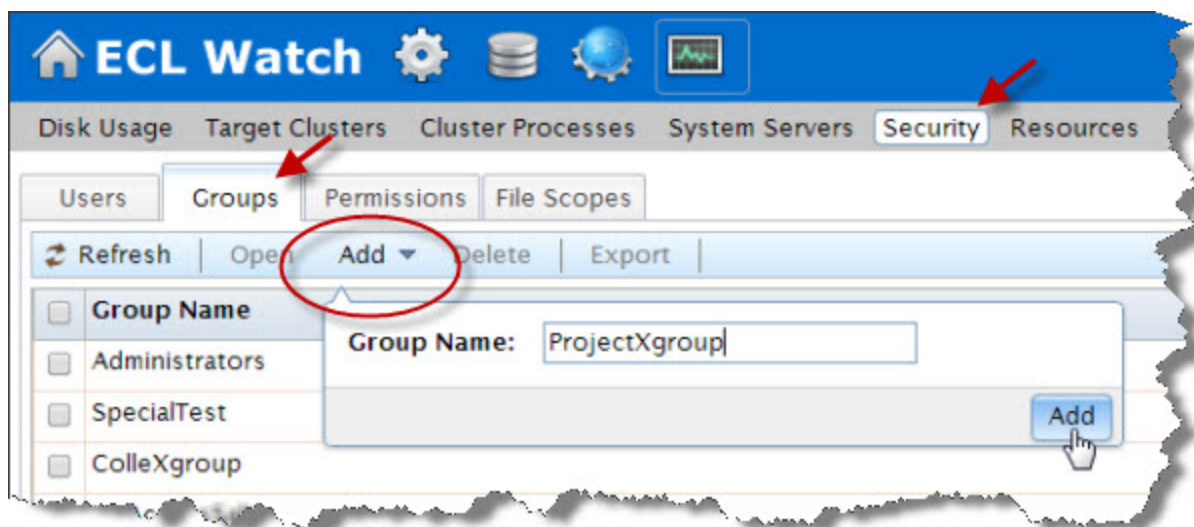 ECL Watch
Disk Usage Target Clusters Cluster Processes System Servers Security Resources
Users Groups Permissions File Scopes
Refresh Open Add Delete Export
Group Name
Group Name: ProjectXgroup
Administrators
SpecialTest
Add
ColleXgroup